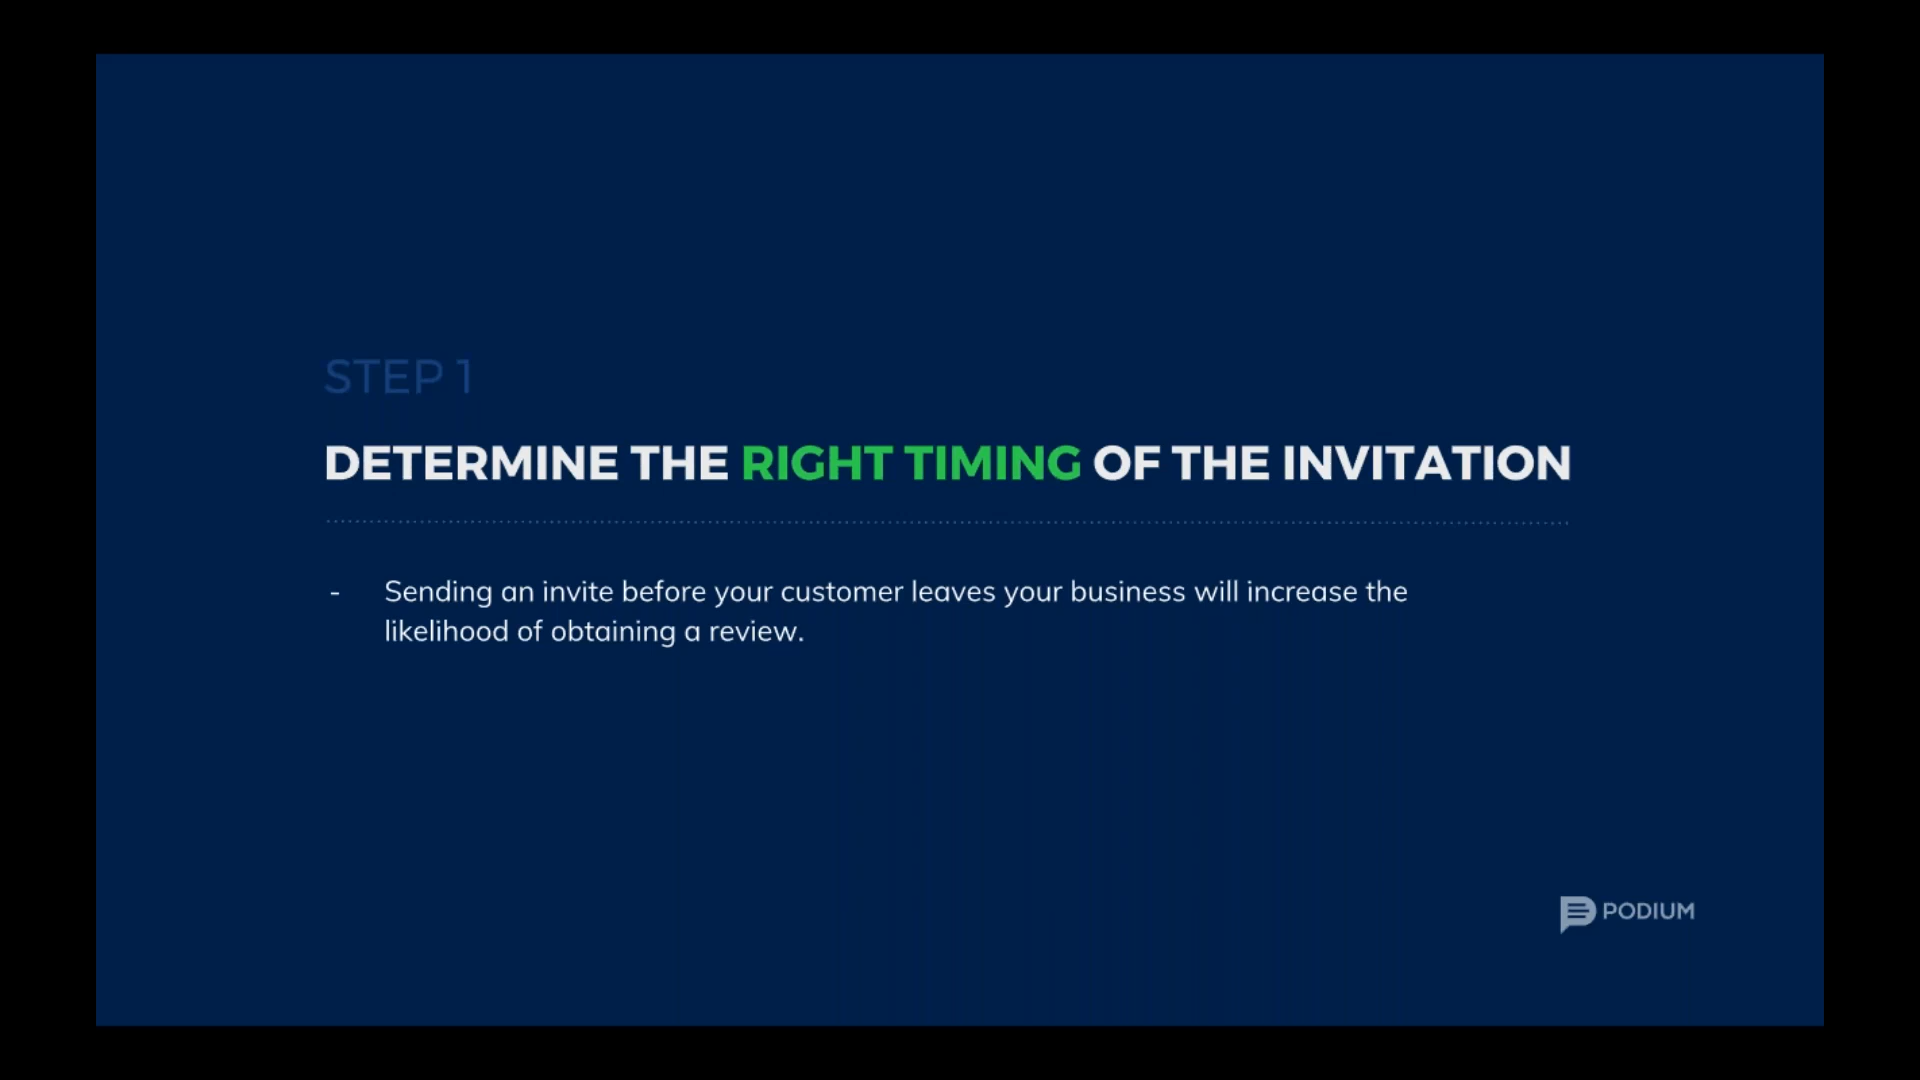 STEP 1
DETERMINE THE RIGHT TIMING OF THE INVITATION
- Sending an invite before your customer leaves your business will increase the
likelihood of obtaining a review.
PODIUM